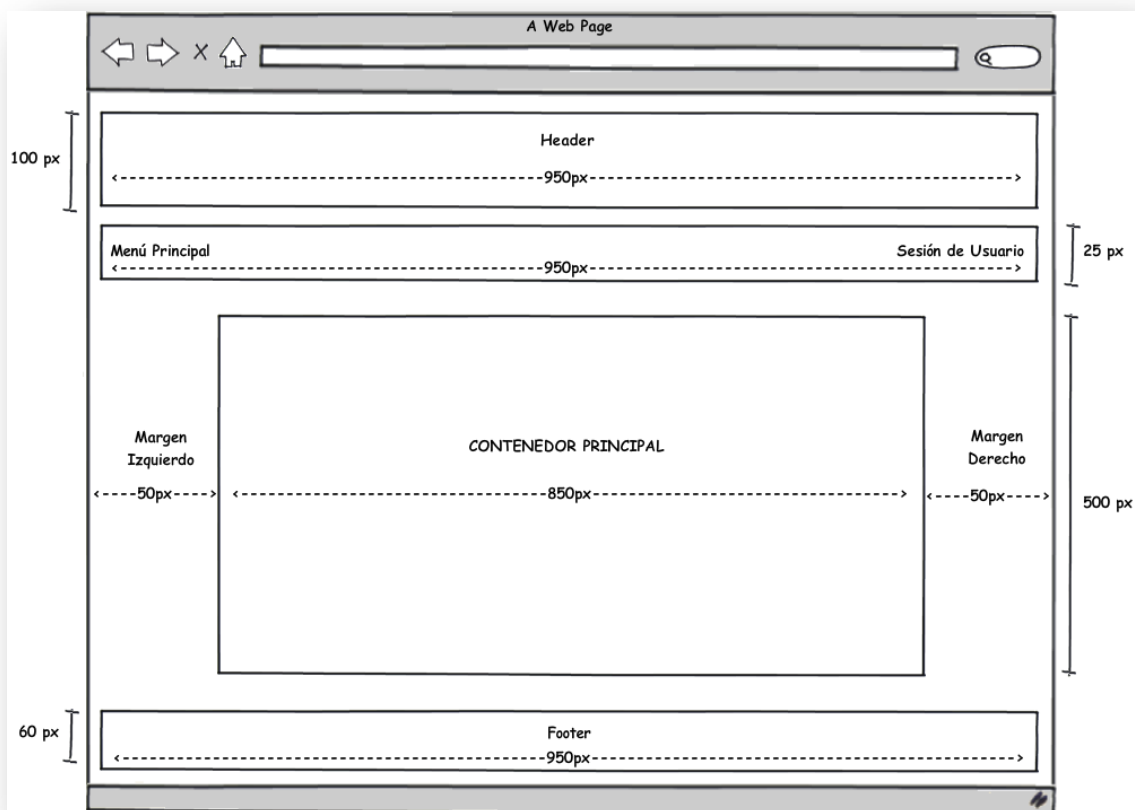 A Web Page
Header
100 px
950px
Menú Principal
Sesión de Usuario
25 px
950px
Margen
Izquierdo
50px
CONTENEDOR PRINCIPAL
850px
Margen
Derecho
50px
500 px
60 px
Footer
950px